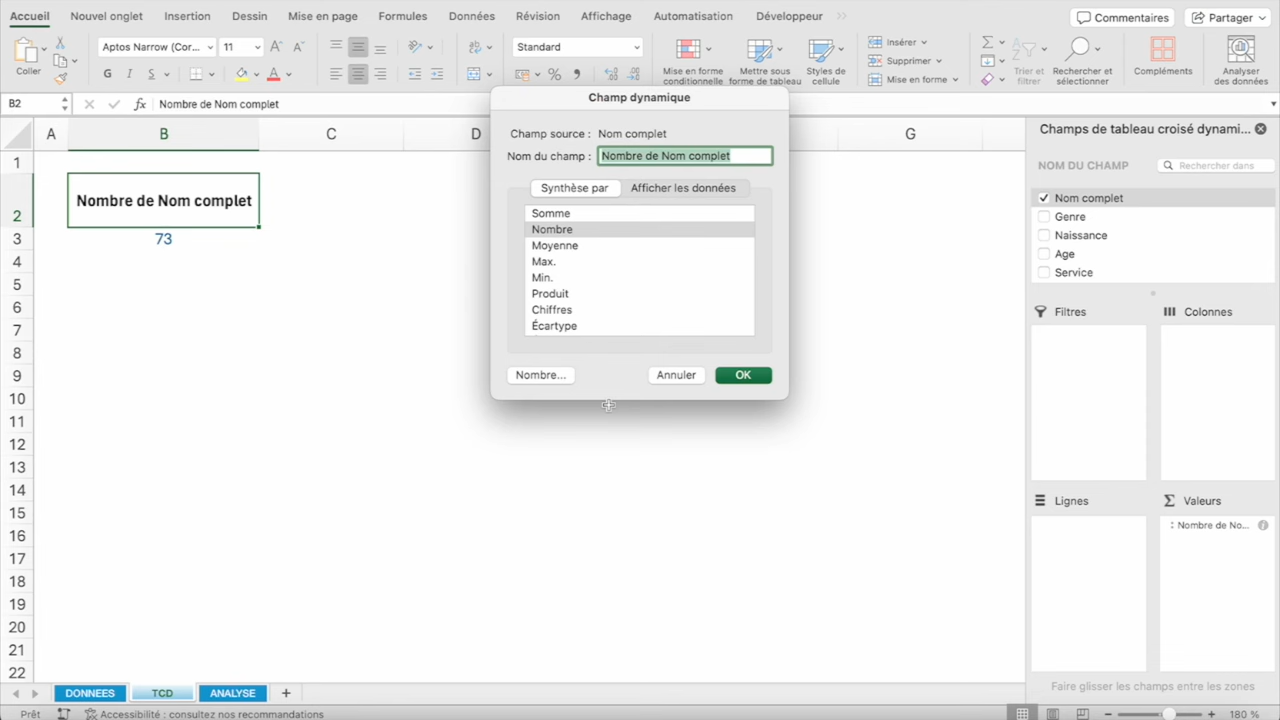 Accueil Nouvel onglet Insertion Dessin Mise en page Formules Données Révision Affichage Automatisation Développeur >> Commentaires Partager
Coller
Aptos Narrow (Cor... 11 A A
G I S A
Standard
% 
Mise en forme conditionnelle
Mettre sous forme de tableau
Styles de cellule
Insérer
Supprimer
Mise en forme
Trier et filtrer
Rechercher et sélectionner
Compléments
Analyser des données
B2 fx Nombre de Nom complet
A B C D G
1
2 Nombre de Nom complet
3 73
4
5
6
7
8
9
10
11
12
13
14
15
16
17
18
19
20
21
22
Champ dynamique
Champ source : Nom complet
Nom du champ : Nombre de Nom complet
Synthèse par Afficher les données
Somme
Nombre
Moyenne
Max.
Min.
Produit
Chiffres
Écartype
Nombre... Annuler OK
Champs de tableau croisé dynami...
NOM DU CHAMP Rechercher dans
Nom complet
Genre
Naissance
Age
Service
Filtres Colonnes
Lignes Σ Valeurs
Nombre de No...
Faire glisser les champs entre les zones
DONNEES TCD ANALYSE +
Prêt Accessibilité : consultez nos recommandations − + 180 %